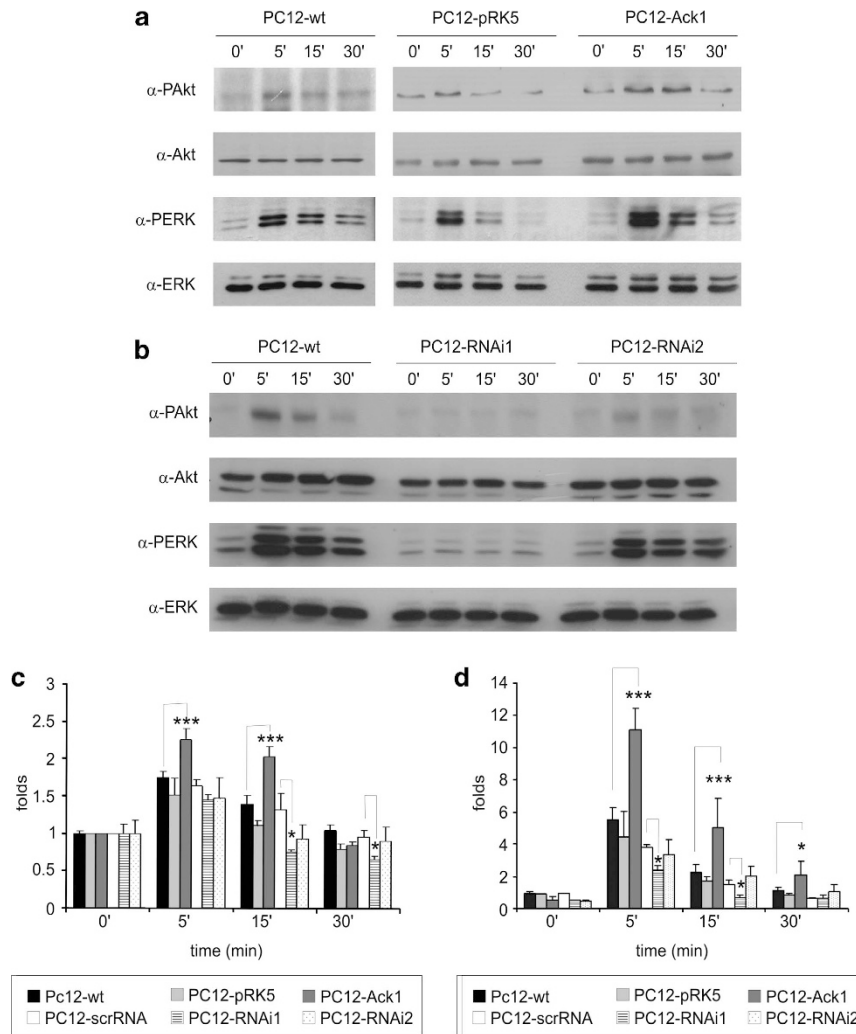 a
PC12-wt PC12-pRK5 PC12-Ack1
0' 5' 15' 30' 0' 5' 15' 30' 0' 5' 15' 30'
α-PAkt
α-Akt
α-PERK
α-ERK
b
PC12-wt PC12-RNAi1 PC12-RNAi2
0' 5' 15' 30' 0' 5' 15' 30' 0' 5' 15' 30'
α-PAkt
α-Akt
α-PERK
α-ERK
c
folds
3
2.5
2
1.5
1
0.5
0
*** *** * *
0' 5' 15' 30'
time (min)
Pc12-wt PC12-pRK5 PC12-Ack1
PC12-scrRNA PC12-RNAi1 PC12-RNAi2
d
folds
14
12
10
8
6
4
2
0
*** * *** * *
0' 5' 15' 30'
time (min)
Pc12-wt PC12-pRK5 PC12-Ack1
PC12-scrRNA PC12-RNAi1 PC12-RNAi2